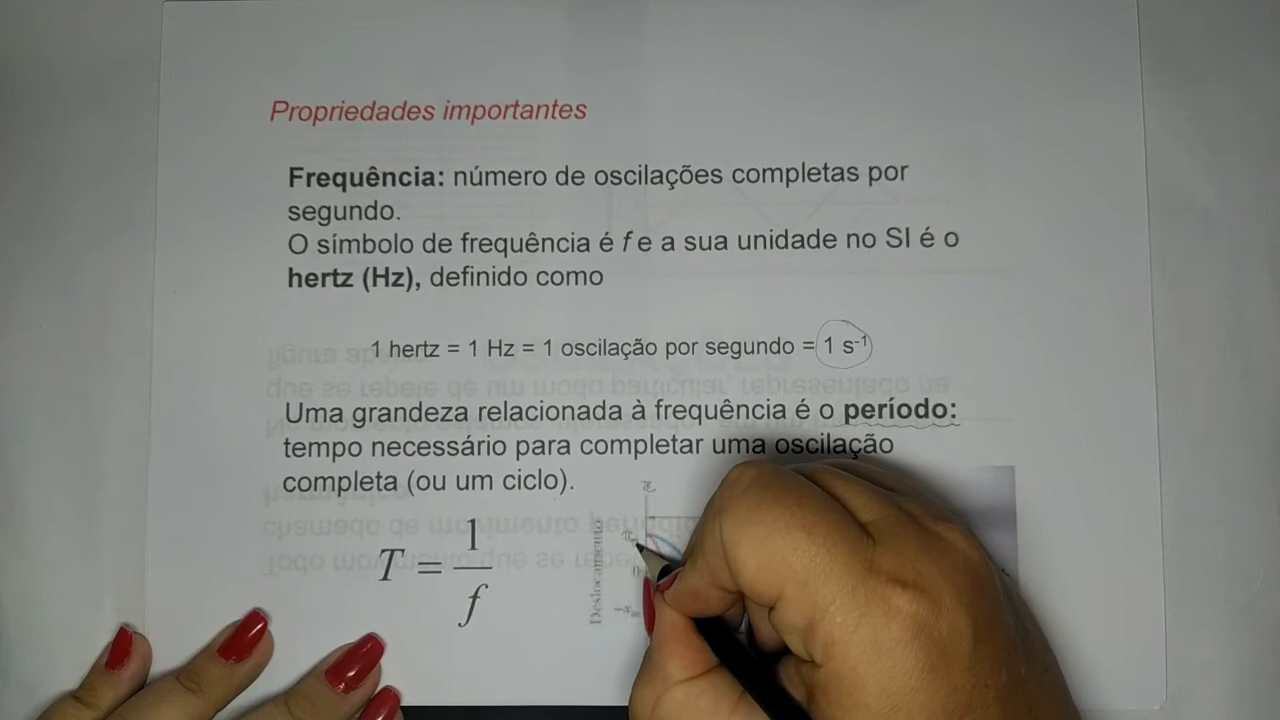 Propriedades importantes
Frequência: número de oscilações completas por
segundo.
O símbolo de frequência é f e a sua unidade no SI é o
hertz (Hz), definido como
1 hertz = 1 Hz = 1 oscilação por segundo = 1 s⁻¹
Uma grandeza relacionada à frequência é o período:
tempo necessário para completar uma oscilação
completa (ou um ciclo).
T = 1/f
Deslocamento
x
0